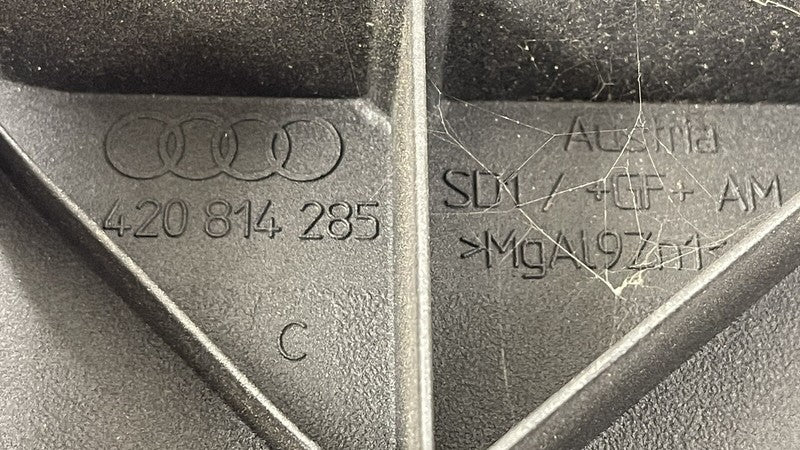 420 814 285
C
Austria
SD1 / +GF+ AM
>MgAl9Zn1<